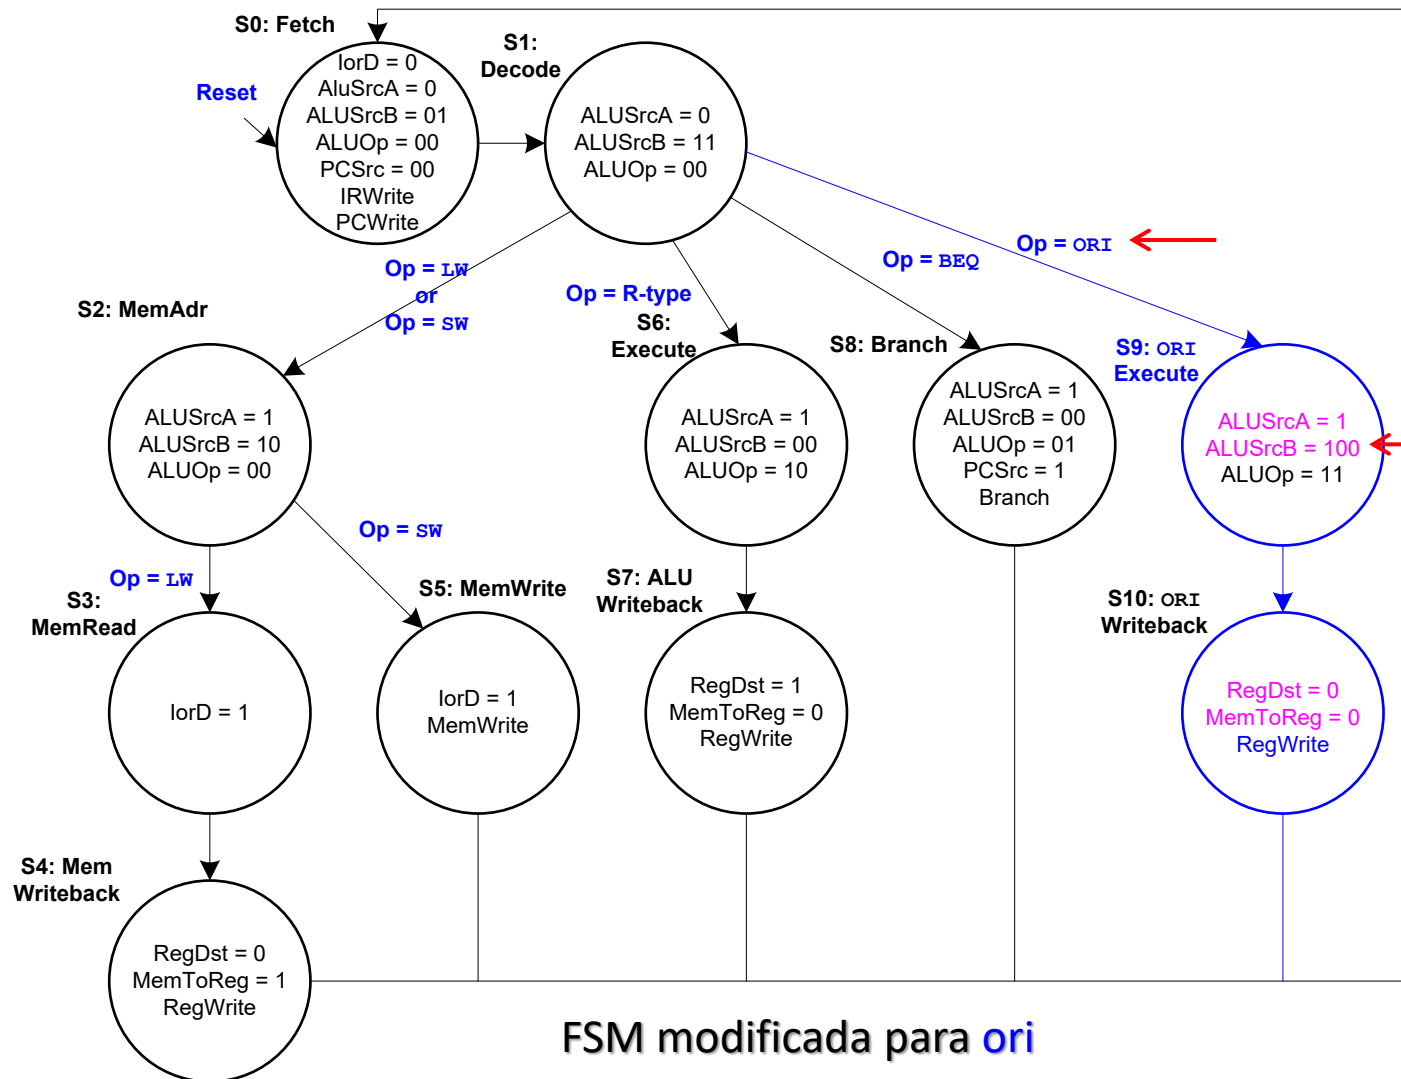 S0: Fetch
IorD = 0
AluSrcA = 0
ALUSrcB = 01
ALUOp = 00
PCSrc = 00
IRWrite
PCWrite
Reset
S1:
Decode
ALUSrcA = 0
ALUSrcB = 11
ALUOp = 00
Op = LW
or
Op = SW
Op = R-type
Op = BEQ
Op = ORI
S2: MemAdr
ALUSrcA = 1
ALUSrcB = 10
ALUOp = 00
S6:
Execute
ALUSrcA = 1
ALUSrcB = 00
ALUOp = 10
S8: Branch
ALUSrcA = 1
ALUSrcB = 00
ALUOp = 01
PCSrc = 1
Branch
S9: ORI
Execute
ALUSrcA = 1
ALUSrcB = 100
ALUOp = 11
Op = LW
Op = SW
S3:
MemRead
IorD = 1
S5: MemWrite
IorD = 1
MemWrite
S7: ALU
Writeback
RegDst = 1
MemToReg = 0
RegWrite
S10: ORI
Writeback
RegDst = 0
MemToReg = 0
RegWrite
S4: Mem
Writeback
RegDst = 0
MemToReg = 1
RegWrite
FSM modificada para ori